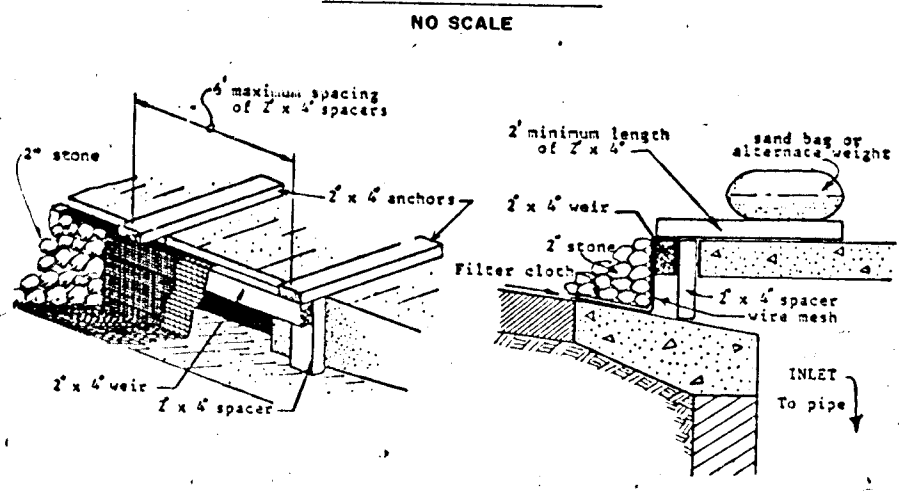 NO SCALE
6' maximum spacing
of 2" x 4" spacers
2" stone
2" x 4" anchors
2" x 4" weir
2" x 4" spacer
2' minimum length
of 2" x 4"
sand bag or
alternate weight
2" x 4" weir
2" stone
Filter cloth
2" x 4" spacer
wire mesh
INLET
To pipe